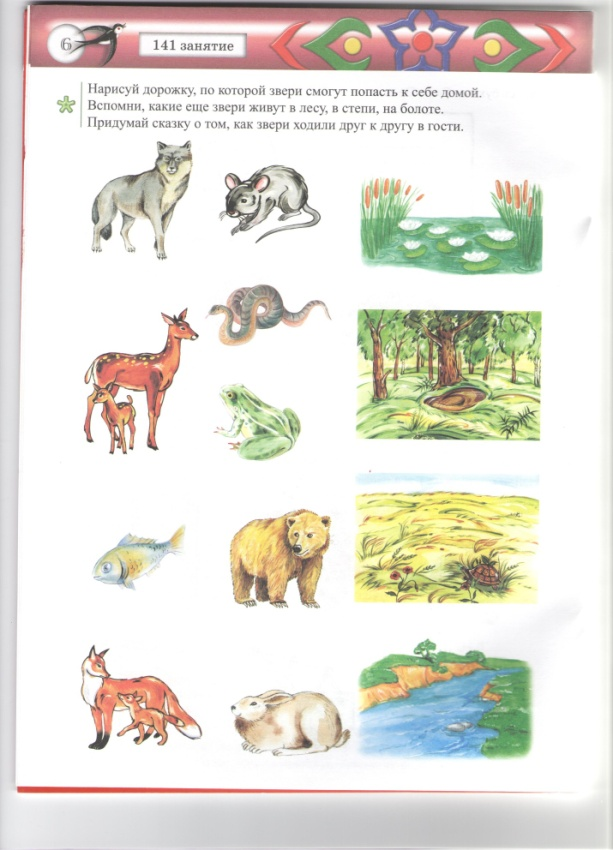 6
141 занятие
Нарисуй дорожку, по которой звери смогут попасть к себе домой.
Вспомни, какие еще звери живут в лесу, в степи, на болоте.
Придумай сказку о том, как звери ходили друг к другу в гости.